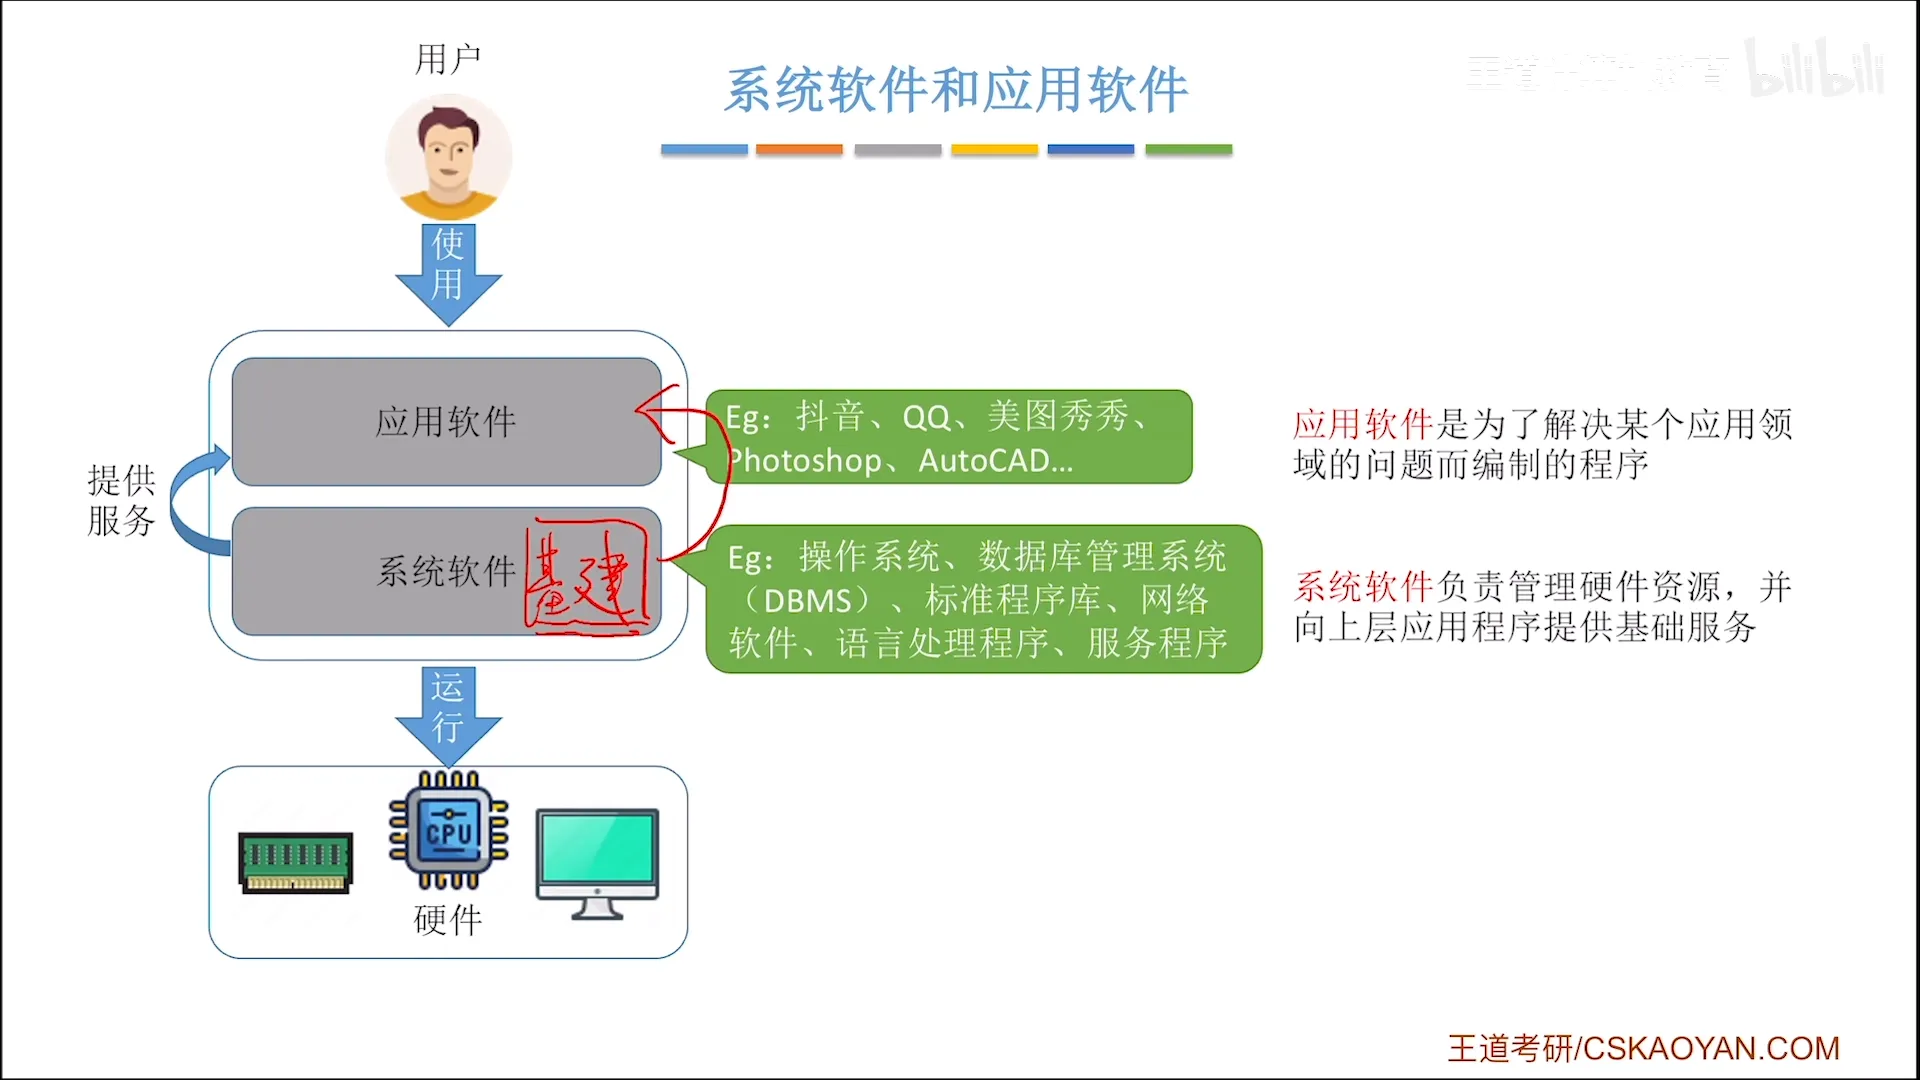 用户
系统软件和应用软件
bilibili
使
用
应用软件
Eg：抖音、QQ、美图秀秀、
Photoshop、AutoCAD...
应用软件是为了解决某个应用领
域的问题而编制的程序
提供
服务
系统软件
基建
Eg：操作系统、数据库管理系统
（DBMS）、标准程序库、网络
软件、语言处理程序、服务程序
系统软件负责管理硬件资源，并
向上层应用程序提供基础服务
运
行
CPU
硬件
王道考研/CSKAOYAN.COM